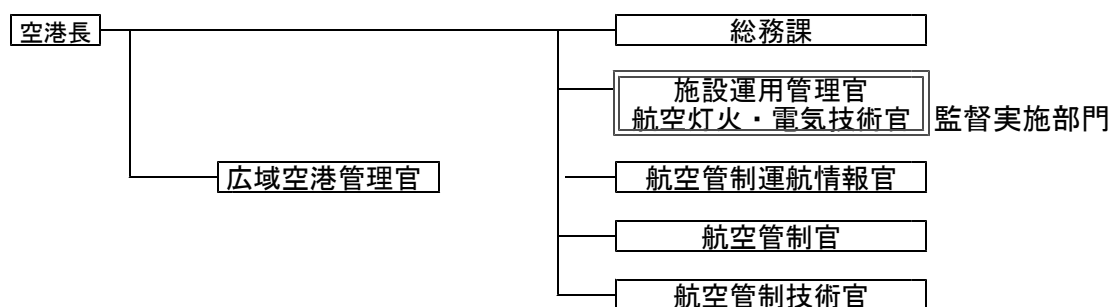 空港長
総務課
施設運用管理官
航空灯火・電気技術官
監督実施部門
広域空港管理官
航空管制運航情報官
航空管制官
航空管制技術官